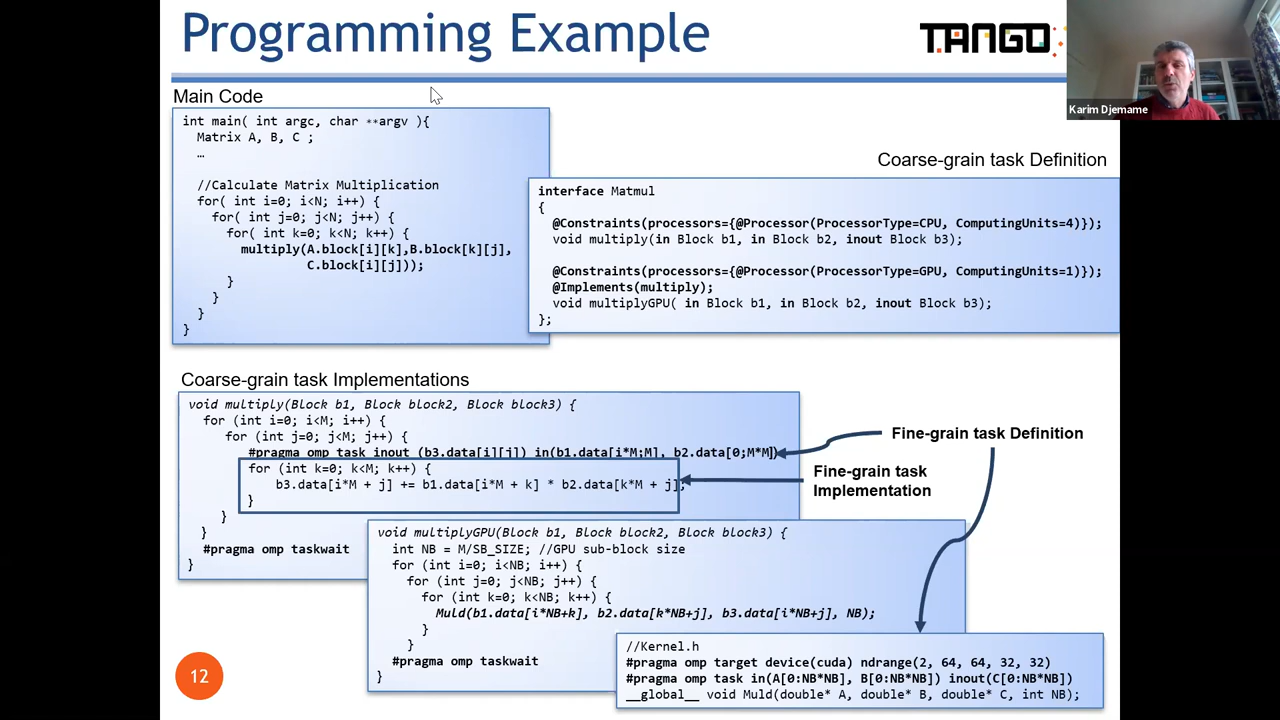 Programming Example
TANGO
Karim Djemame
Main Code
int main( int argc, char **argv ){
Matrix A, B, C ;
…
//Calculate Matrix Multiplication
for( int i=0; i<N; i++) {
for( int j=0; j<N; j++) {
for( int k=0; k<N; k++) {
multiply(A.block[i][k],B.block[k][j],
C.block[i][j]));
}
}
}
}
Coarse-grain task Definition
interface Matmul
{
@Constraints(processors={@Processor(ProcessorType=CPU, ComputingUnits=4)});
void multiply(in Block b1, in Block b2, inout Block b3);
@Constraints(processors={@Processor(ProcessorType=GPU, ComputingUnits=1)});
@Implements(multiply);
void multiplyGPU( in Block b1, in Block b2, inout Block b3);
};
Coarse-grain task Implementations
void multiply(Block b1, Block block2, Block block3) {
for (int i=0; i<M; i++) {
for (int j=0; j<M; j++) {
#pragma omp task inout (b3.data[i][j]) in(b1.data[i*M;M], b2.data[0;M*M])
for (int k=0; k<M; k++) {
b3.data[i*M + j] += b1.data[i*M + k] * b2.data[k*M + j];
}
}
}
#pragma omp taskwait
}
Fine-grain task Definition
Fine-grain task
Implementation
void multiplyGPU(Block b1, Block block2, Block block3) {
int NB = M/SB_SIZE; //GPU sub-block size
for (int i=0; i<NB; i++) {
for (int j=0; j<NB; j++) {
for (int k=0; k<NB; k++) {
Muld(b1.data[i*NB+k], b2.data[k*NB+j], b3.data[i*NB+j], NB);
}
}
#pragma omp taskwait
}
//Kernel.h
#pragma omp target device(cuda) ndrange(2, 64, 64, 32, 32)
#pragma omp task in(A[0:NB*NB], B[0:NB*NB]) inout(C[0:NB*NB])
__global__ void Muld(double* A, double* B, double* C, int NB);
12